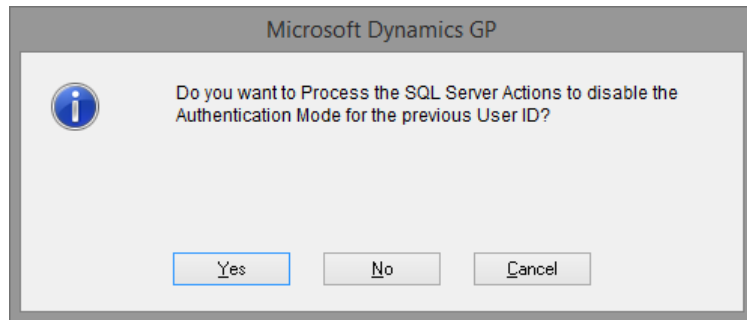 Microsoft Dynamics GP
Do you want to Process the SQL Server Actions to disable the
Authentication Mode for the previous User ID?
Yes No Cancel